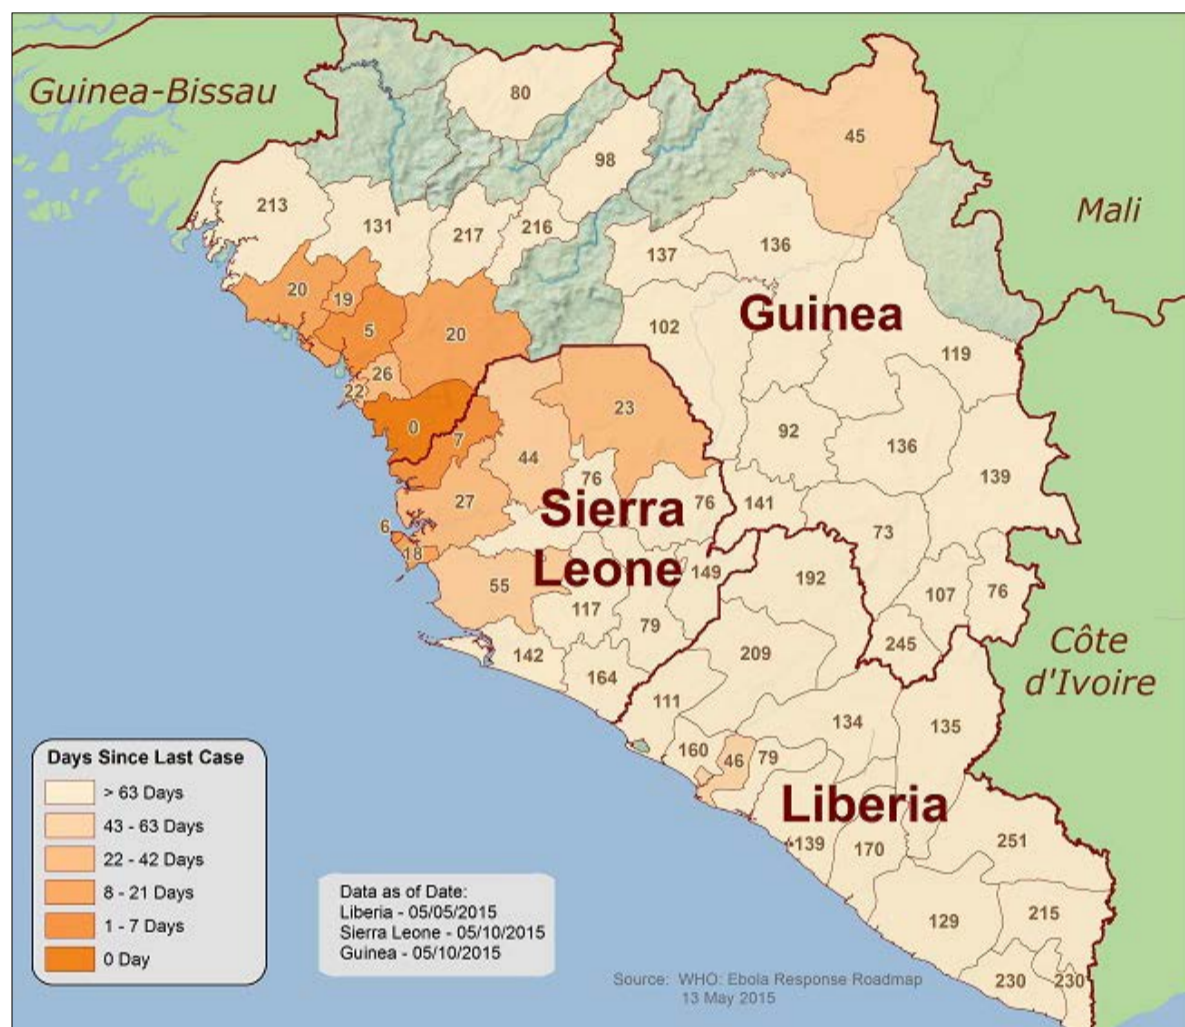 80
Guinea-Bissau
45
98
Mali
213
131
217
216
137
136
20
19
5
20
102
Guinea
119
26
22
0
7
23
92
136
44
76
139
27
Sierra
76
141
6
18
73
Leone
149
192
55
117
107
76
79
245
Côte
d'Ivoire
142
209
164
111
134
135
160
46
79
Liberia
139
170
251
129
215
230
230
Days Since Last Case
> 63 Days
43 - 63 Days
22 - 42 Days
8 - 21 Days
1 - 7 Days
0 Day
Data as of Date:
Liberia - 05/05/2015
Sierra Leone - 05/10/2015
Guinea - 05/10/2015
Source: WHO: Ebola Response Roadmap
13 May 2015